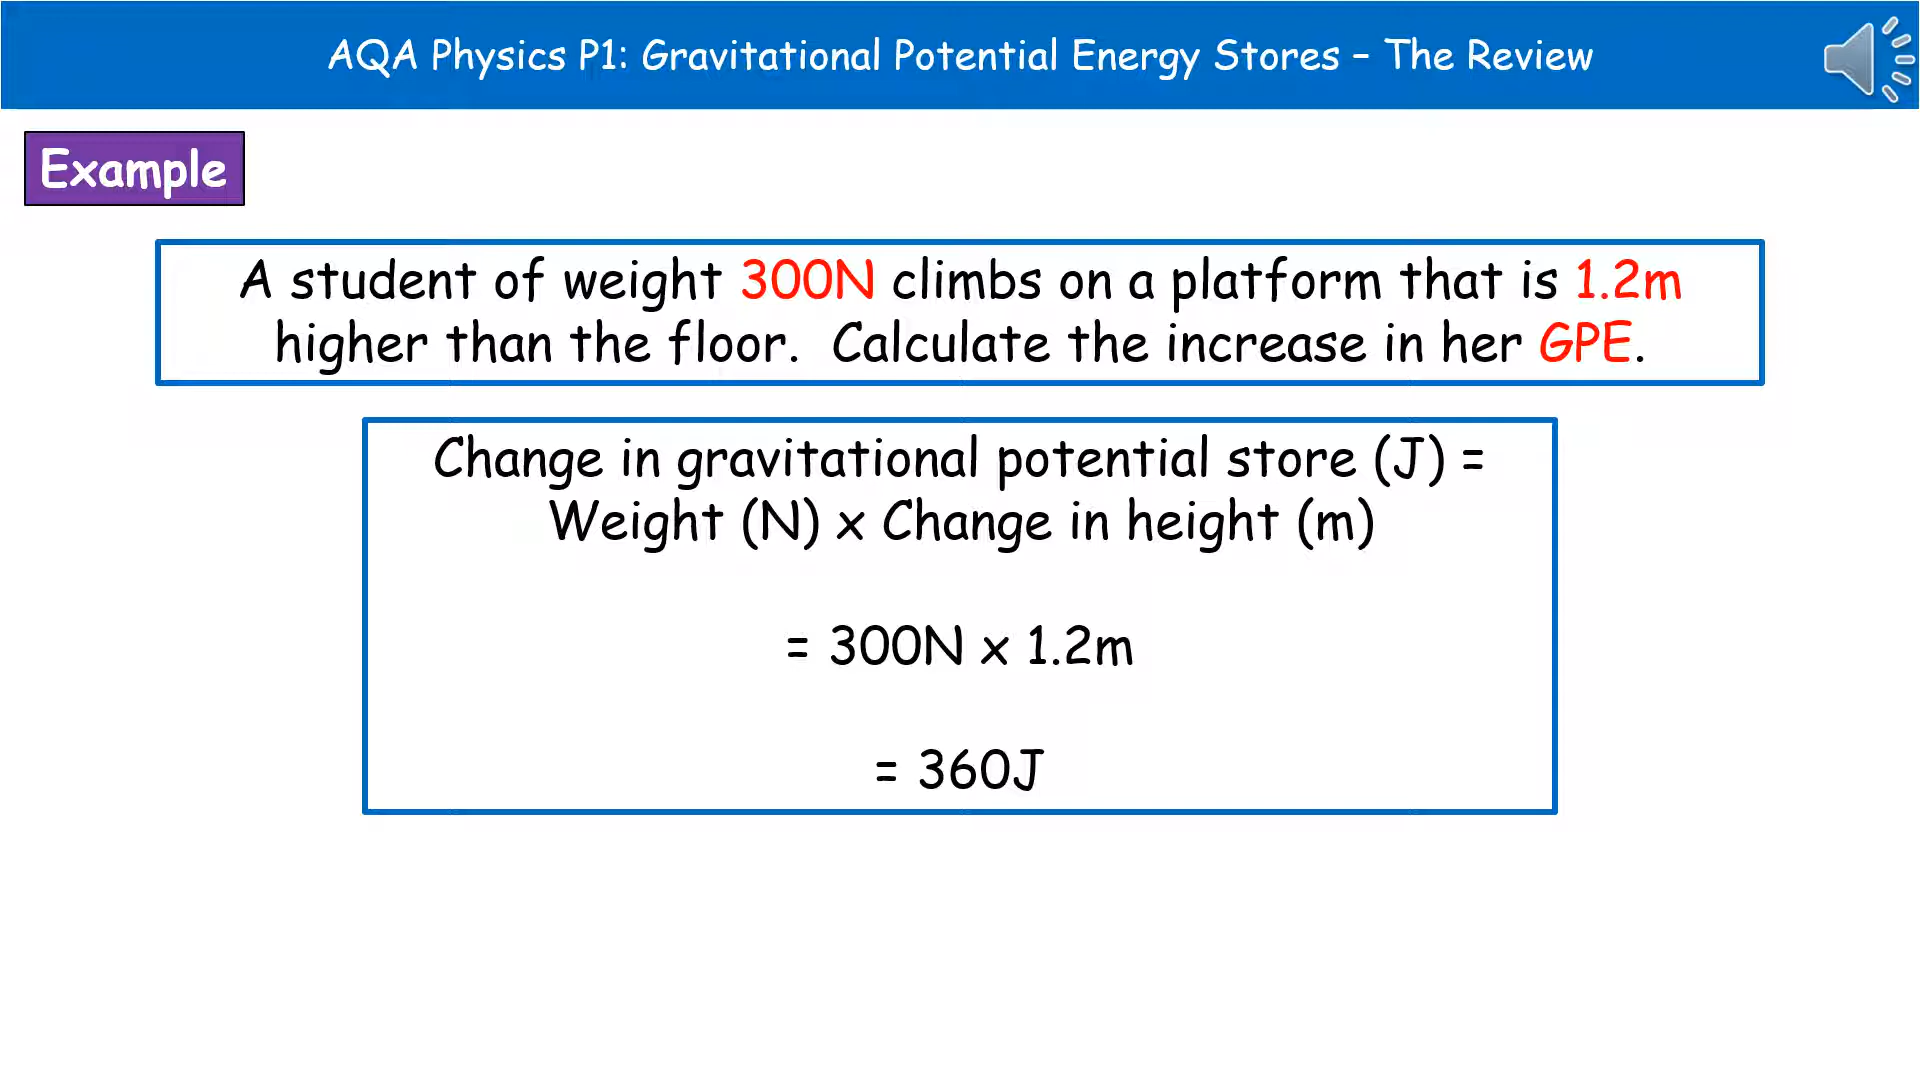 AQA Physics P1: Gravitational Potential Energy Stores – The Review
Example
A student of weight 300N climbs on a platform that is 1.2m
higher than the floor.  Calculate the increase in her GPE.
Change in gravitational potential store (J) =
Weight (N) x Change in height (m)
= 300N x 1.2m
= 360J